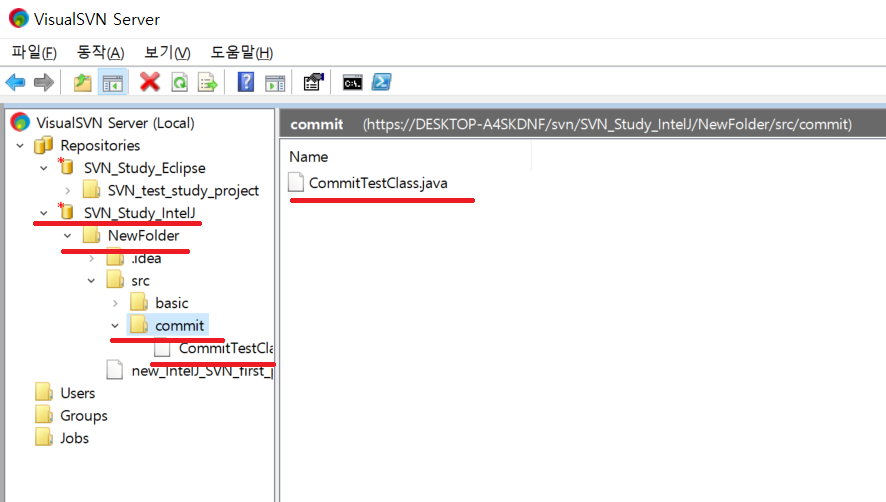 VisualSVN Server
파일(F) 동작(A) 보기(V) 도움말(H)
VisualSVN Server (Local)
Repositories
SVN_Study_Eclipse
SVN_test_study_project
SVN_Study_IntelJ
NewFolder
.idea
src
basic
commit
CommitTestCla
new_IntelJ_SVN_first_
Users
Groups
Jobs
commit (https://DESKTOP-A4SKDNF/svn/SVN_Study_IntelJ/NewFolder/src/commit)
Name
CommitTestClass.java